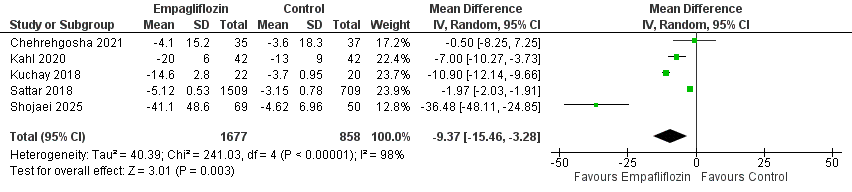 Empagliflozin Control Mean Difference Mean Difference
Study or Subgroup Mean SD Total Mean SD Total Weight IV, Random, 95% CI IV, Random, 95% CI
Chehrehgosha 2021 -4.1 15.2 35 -3.6 18.3 37 17.2% -0.50 [-8.25, 7.25]
Kahl 2020 -20 6 42 -13 9 42 22.4% -7.00 [-10.27, -3.73]
Kuchay 2018 -14.6 2.8 22 -3.7 0.95 20 23.7% -10.90 [-12.14, -9.66]
Sattar 2018 -5.12 0.53 1509 -3.15 0.78 709 23.9% -1.97 [-2.03, -1.91]
Shojaei 2025 -41.1 48.6 69 -4.62 6.96 50 12.8% -36.48 [-48.11, -24.85]
Total (95% CI) 1677 858 100.0% -9.37 [-15.46, -3.28]
Heterogeneity: Tau² = 40.39; Chi² = 241.03, df = 4 (P < 0.00001); I² = 98%
Test for overall effect: Z = 3.01 (P = 0.003)
-50 -25 0 25 50
Favours Empaflifozin Favours Control